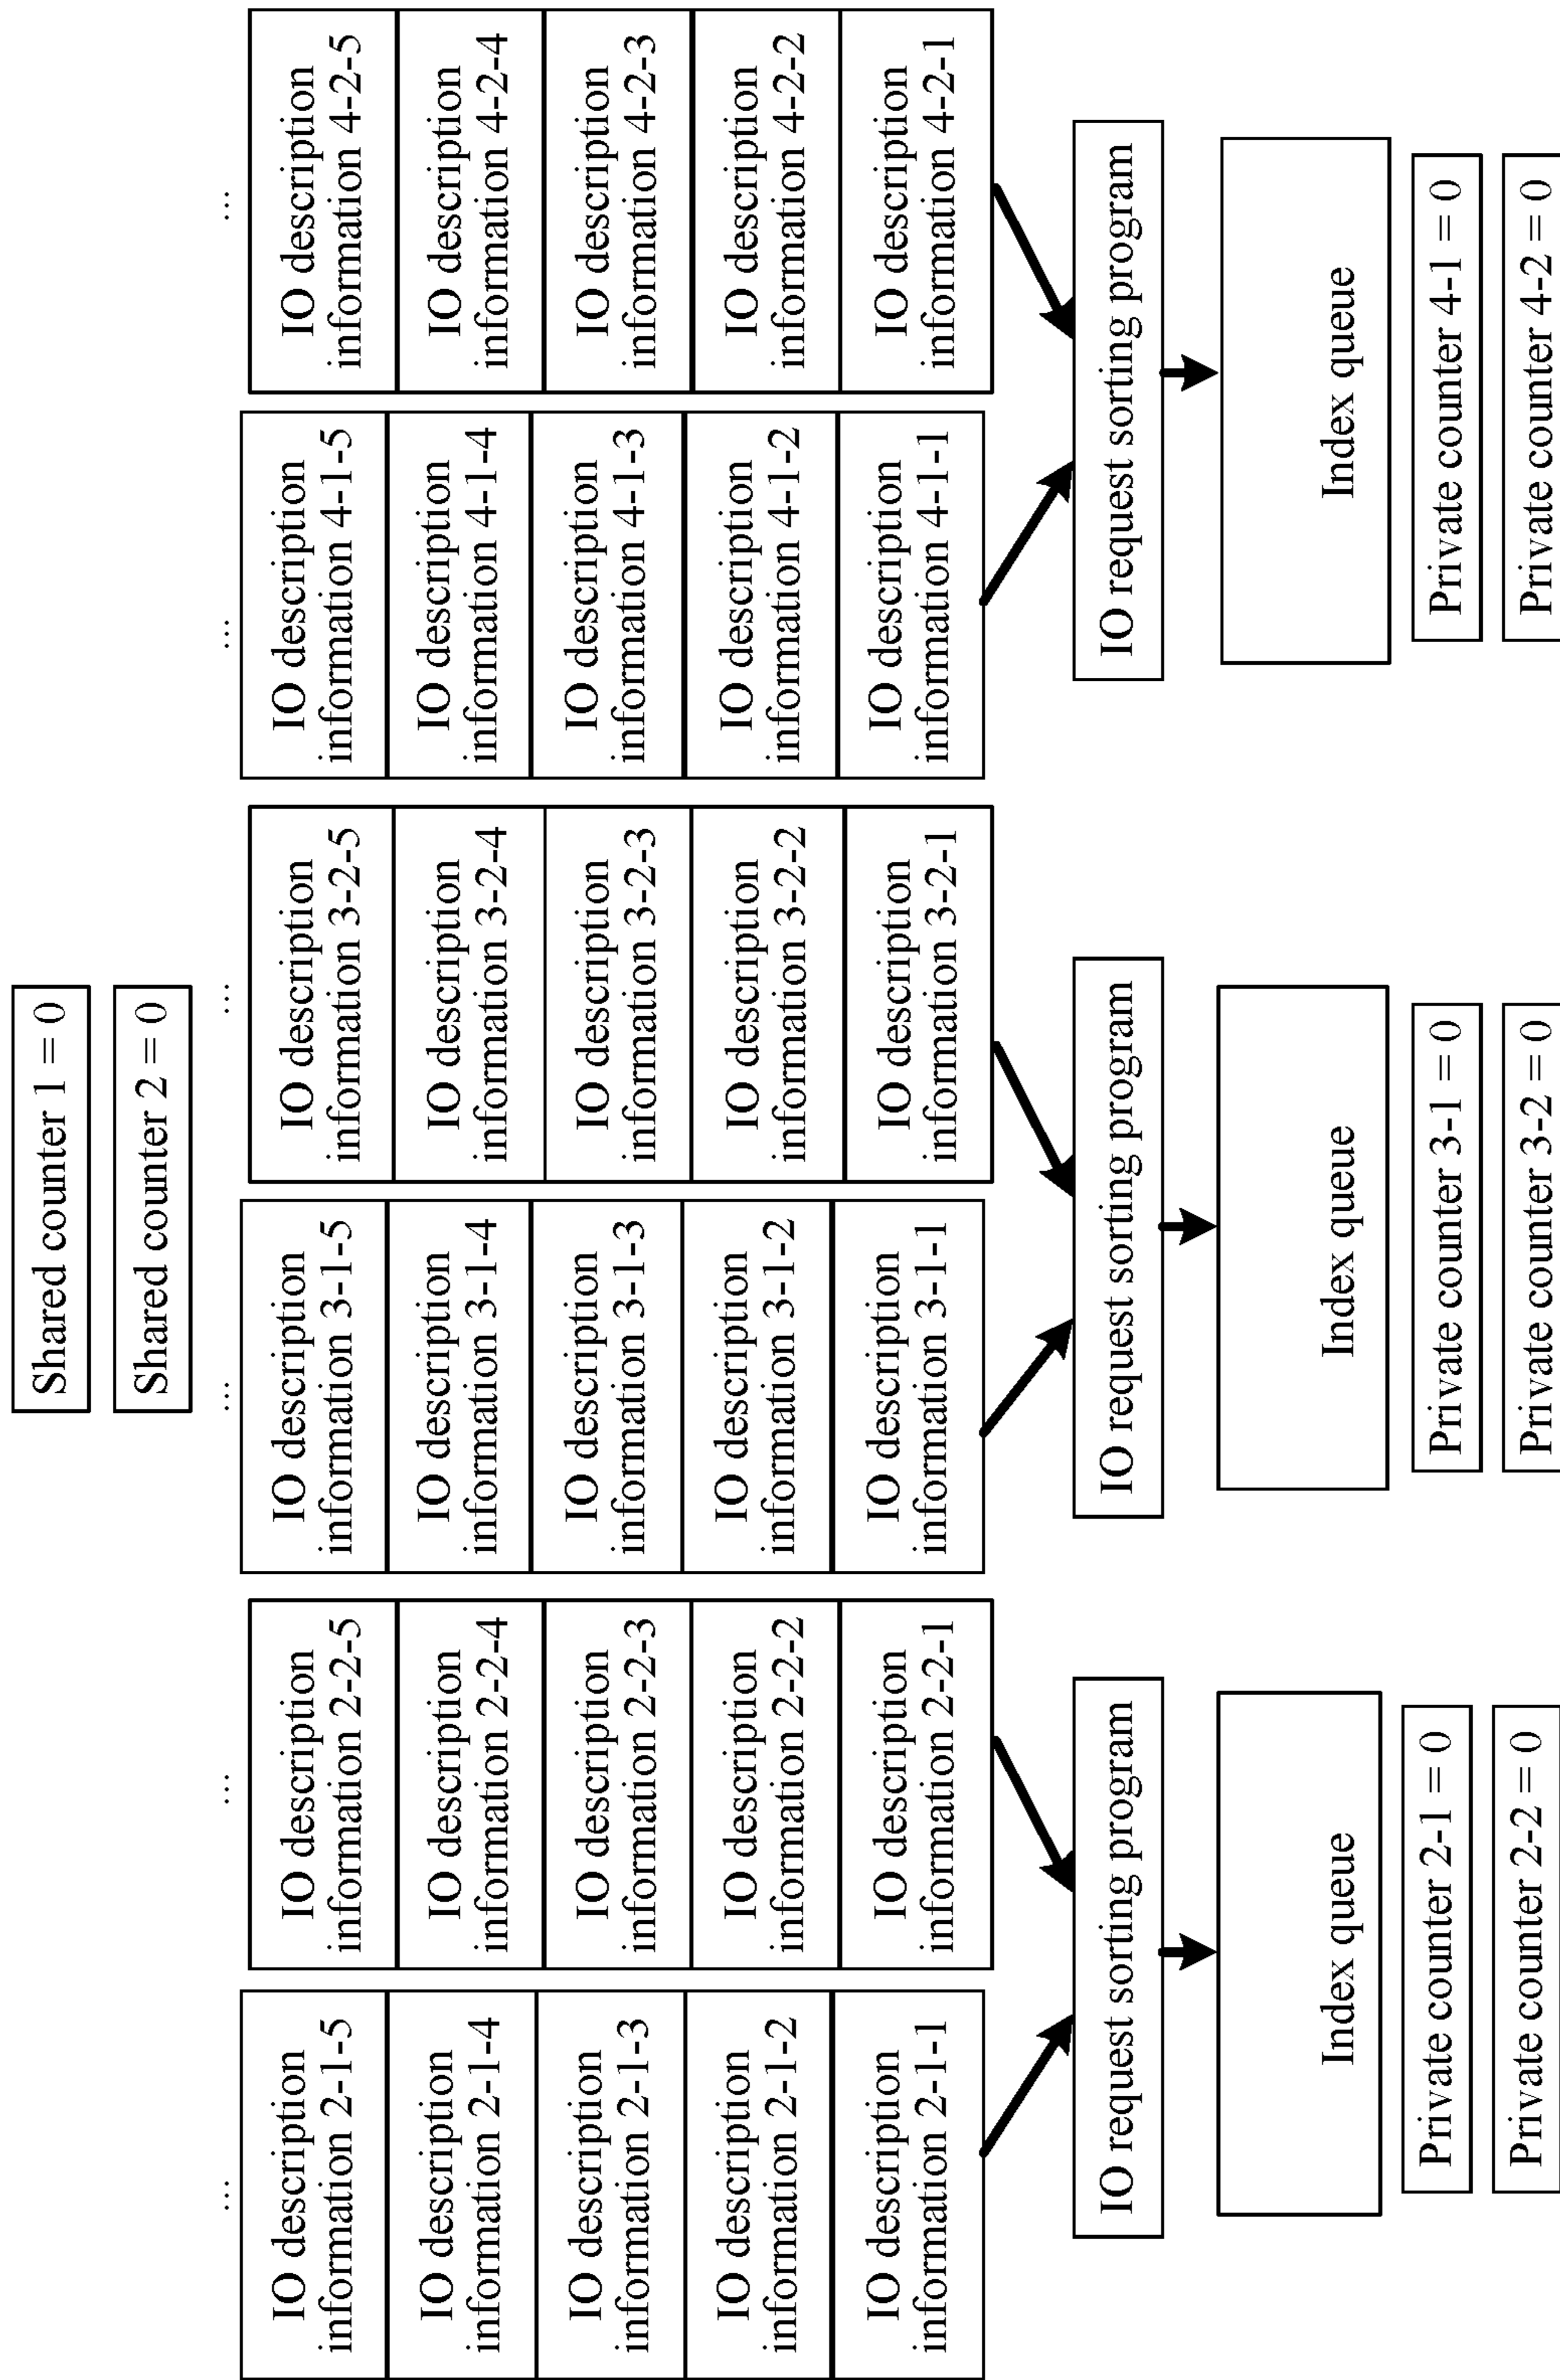 Shared counter 1 = 0
Shared counter 2 = 0
...
IO description
information 2-1-5
IO description
information 2-1-4
IO description
information 2-1-3
IO description
information 2-1-2
IO description
information 2-1-1
...
IO description
information 2-2-5
IO description
information 2-2-4
IO description
information 2-2-3
IO description
information 2-2-2
IO description
information 2-2-1
IO request sorting program
Index queue
Private counter 2-1 = 0
Private counter 2-2 = 0
...
IO description
information 3-1-5
IO description
information 3-1-4
IO description
information 3-1-3
IO description
information 3-1-2
IO description
information 3-1-1
...
IO description
information 3-2-5
IO description
information 3-2-4
IO description
information 3-2-3
IO description
information 3-2-2
IO description
information 3-2-1
IO request sorting program
Index queue
Private counter 3-1 = 0
Private counter 3-2 = 0
...
IO description
information 4-1-5
IO description
information 4-1-4
IO description
information 4-1-3
IO description
information 4-1-2
IO description
information 4-1-1
...
IO description
information 4-2-5
IO description
information 4-2-4
IO description
information 4-2-3
IO description
information 4-2-2
IO description
information 4-2-1
IO request sorting program
Index queue
Private counter 4-1 = 0
Private counter 4-2 = 0